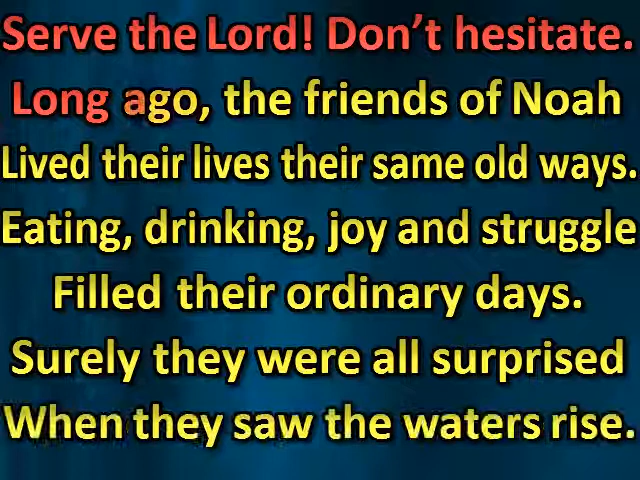 Serve the Lord! Don't hesitate.
Long ago, the friends of Noah
Lived their lives their same old ways.
Eating, drinking, joy and struggle
Filled their ordinary days.
Surely they were all surprised
When they saw the waters rise.